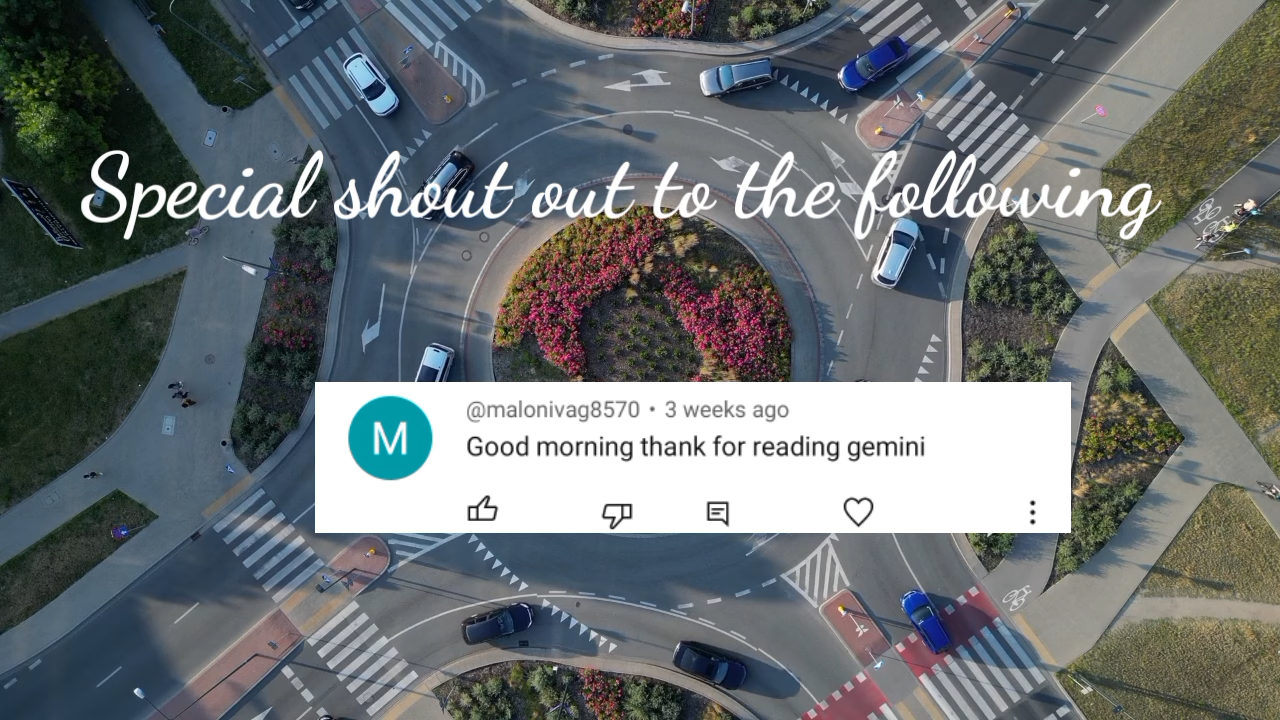 Special shout out to the following
M
@malonivag8570 • 3 weeks ago
Good morning thank for reading gemini